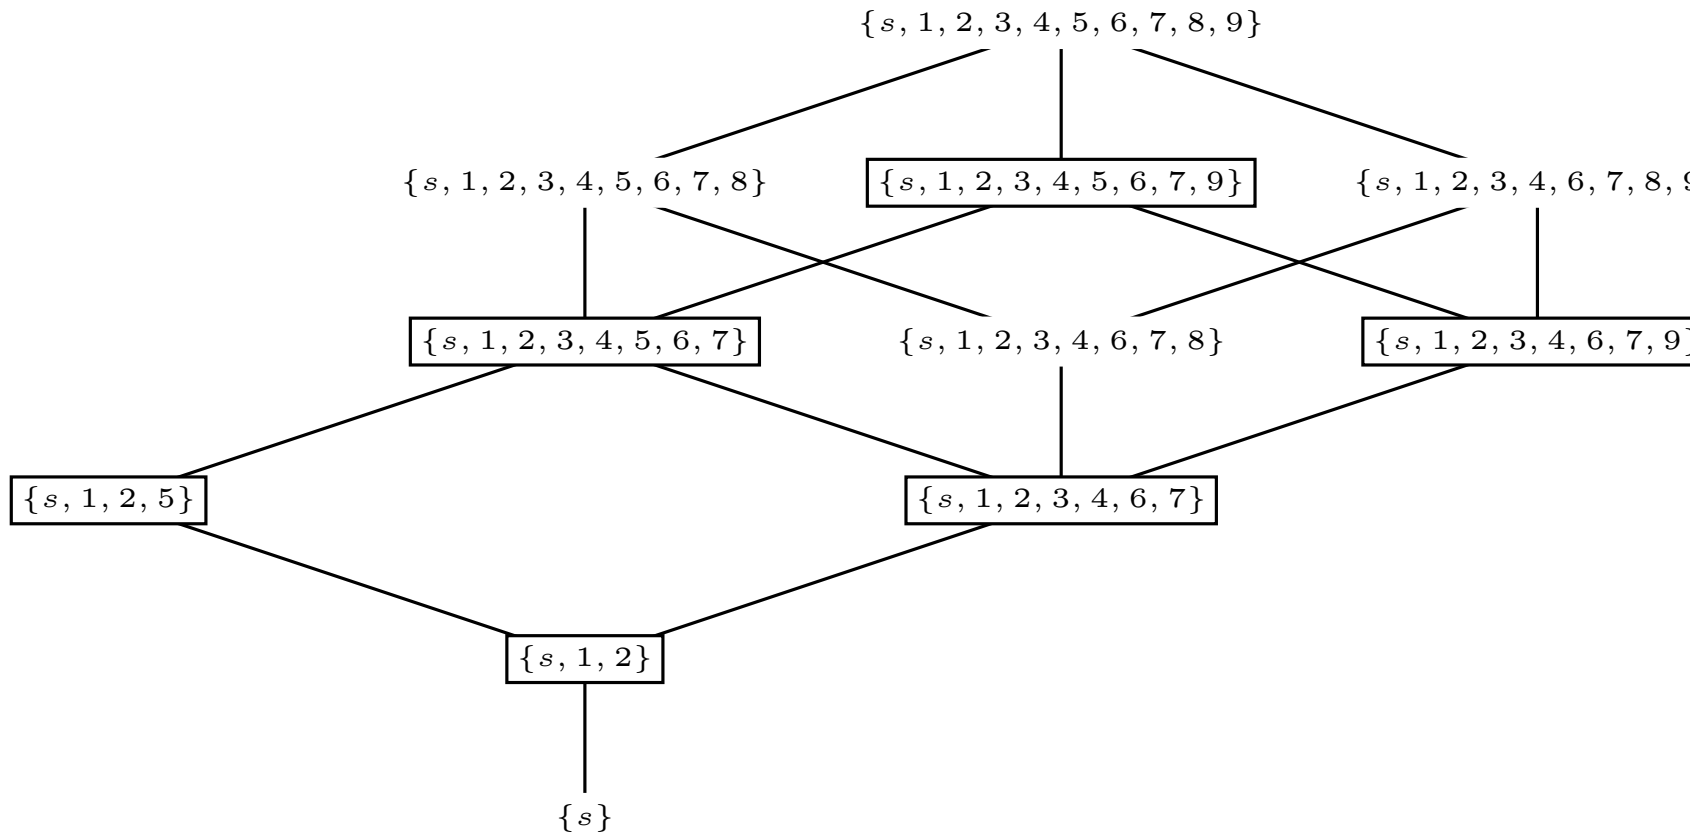 {s, 1, 2, 3, 4, 5, 6, 7, 8, 9}
{s, 1, 2, 3, 4, 5, 6, 7, 8} {s, 1, 2, 3, 4, 5, 6, 7, 9} {s, 1, 2, 3, 4, 6, 7, 8, 9
{s, 1, 2, 3, 4, 5, 6, 7} {s, 1, 2, 3, 4, 6, 7, 8} {s, 1, 2, 3, 4, 6, 7, 9}
{s, 1, 2, 5} {s, 1, 2, 3, 4, 6, 7}
{s, 1, 2}
{s}